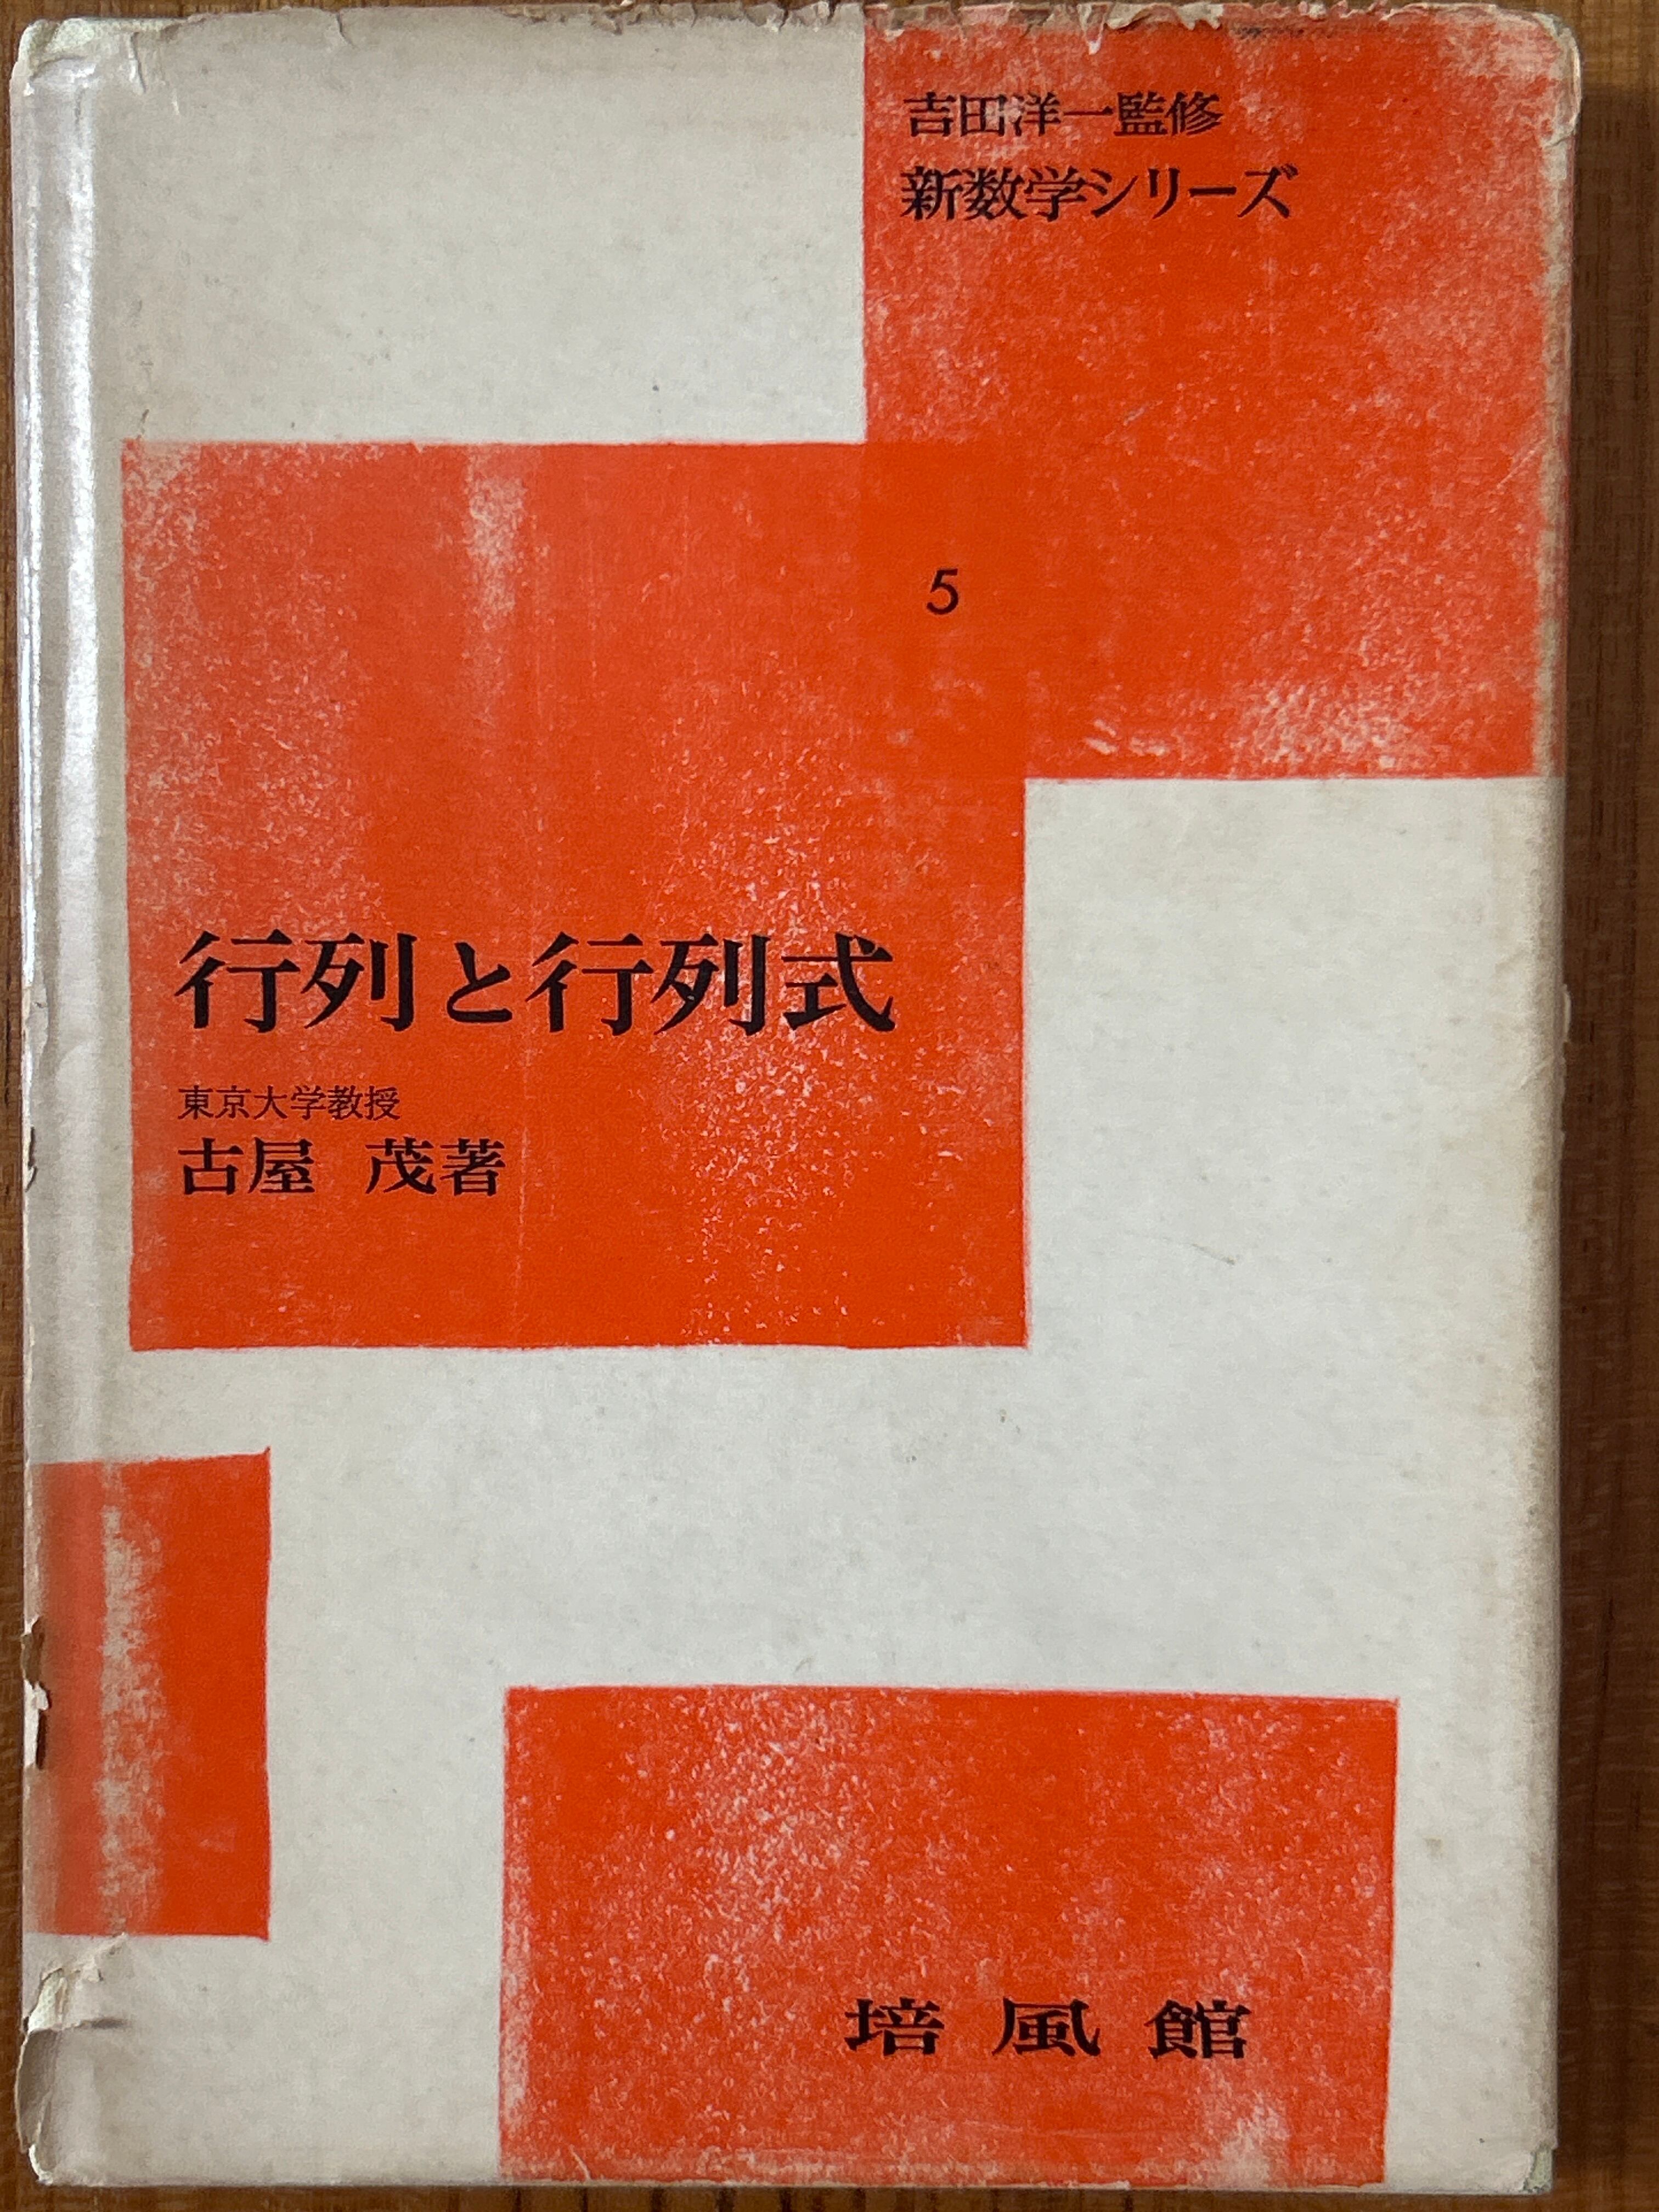 吉田洋一監修
新数学シリーズ
5
行列と行列式
東京大学教授
古屋 茂著
培風館